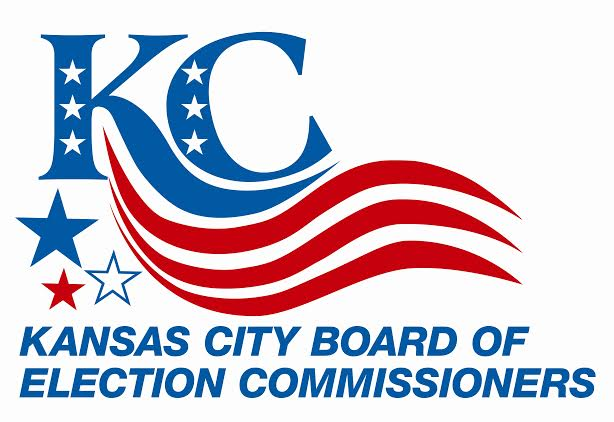 KC
KANSAS CITY BOARD OF
ELECTION COMMISSIONERS